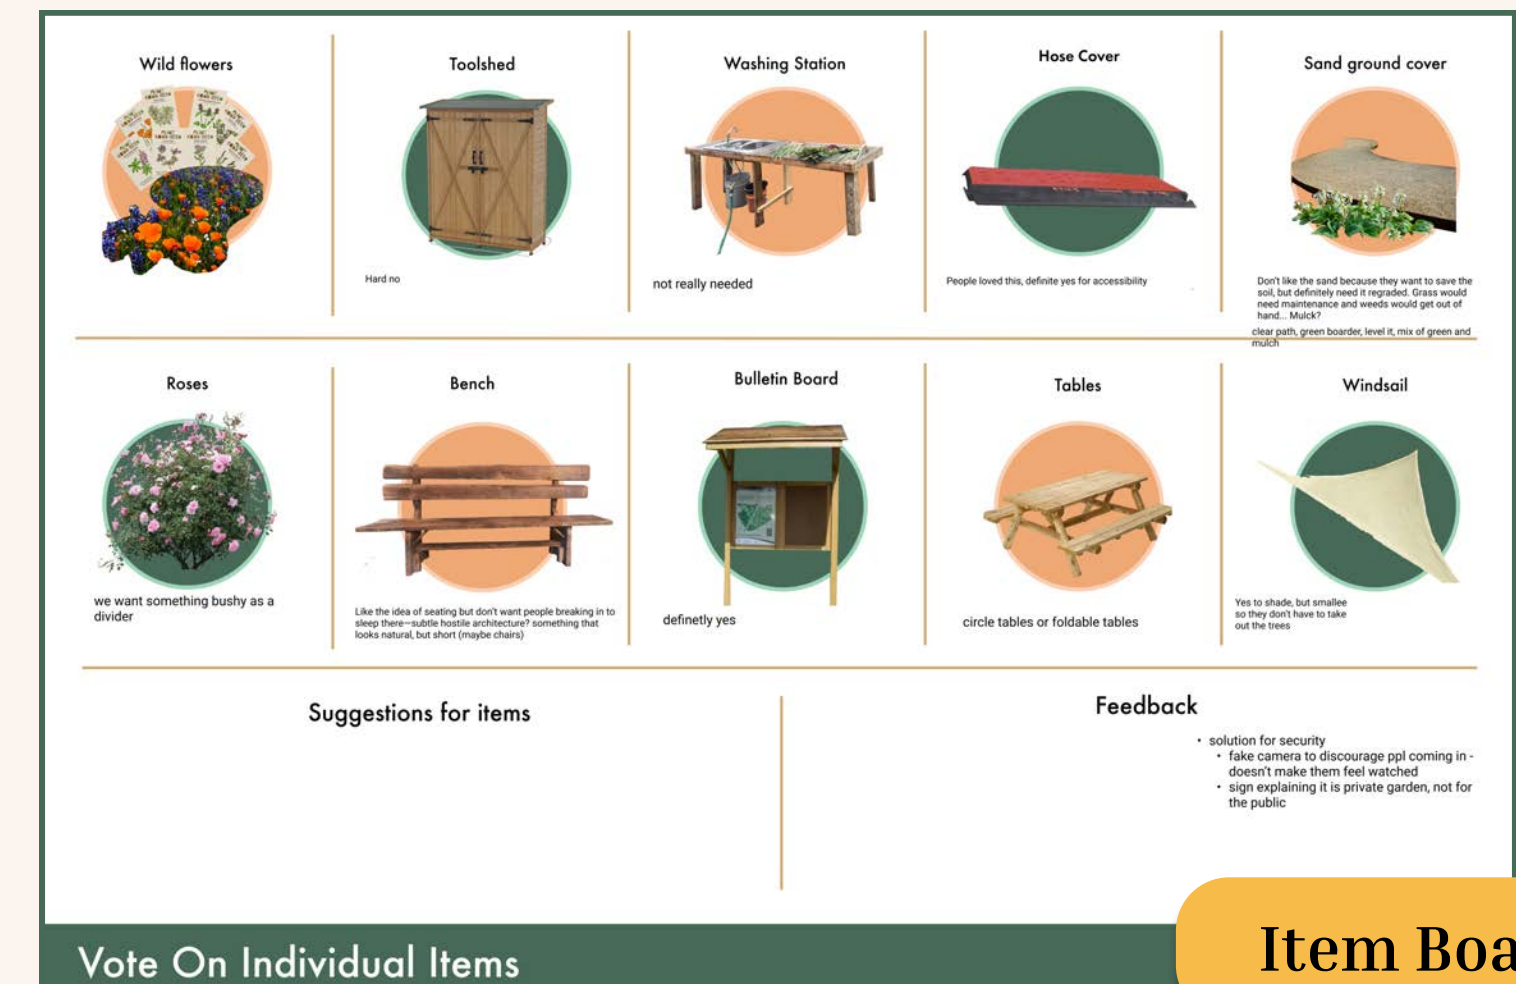 Wild flowers
Toolshed
Washing Station
Hose Cover
Sand ground cover
Hard no
not really needed
People loved this, definite yes for accessibility
Don't like the sand because they want to save the
soil, but definitely need it regraded. Grass would
need maintenance and weeds would get out of
hand... Mulck?
clear path, green boarder, level it, mix of green and
mulch
Roses
Bench
Bulletin Board
Tables
Windsail
we want something bushy as a
divider
Like the idea of seating but don't want people breaking in to
sleep there—subtle hostile architecture? something that
looks natural, but short (maybe chairs)
definetly yes
circle tables or foldable tables
Yes to shade, but smallee
so they don't have to take
out the trees
Suggestions for items
Feedback
• solution for security
• fake camera to discourage ppl coming in -
doesn't make them feel watched
• sign explaining it is private garden, not for
the public
Vote On Individual Items
Item Boa